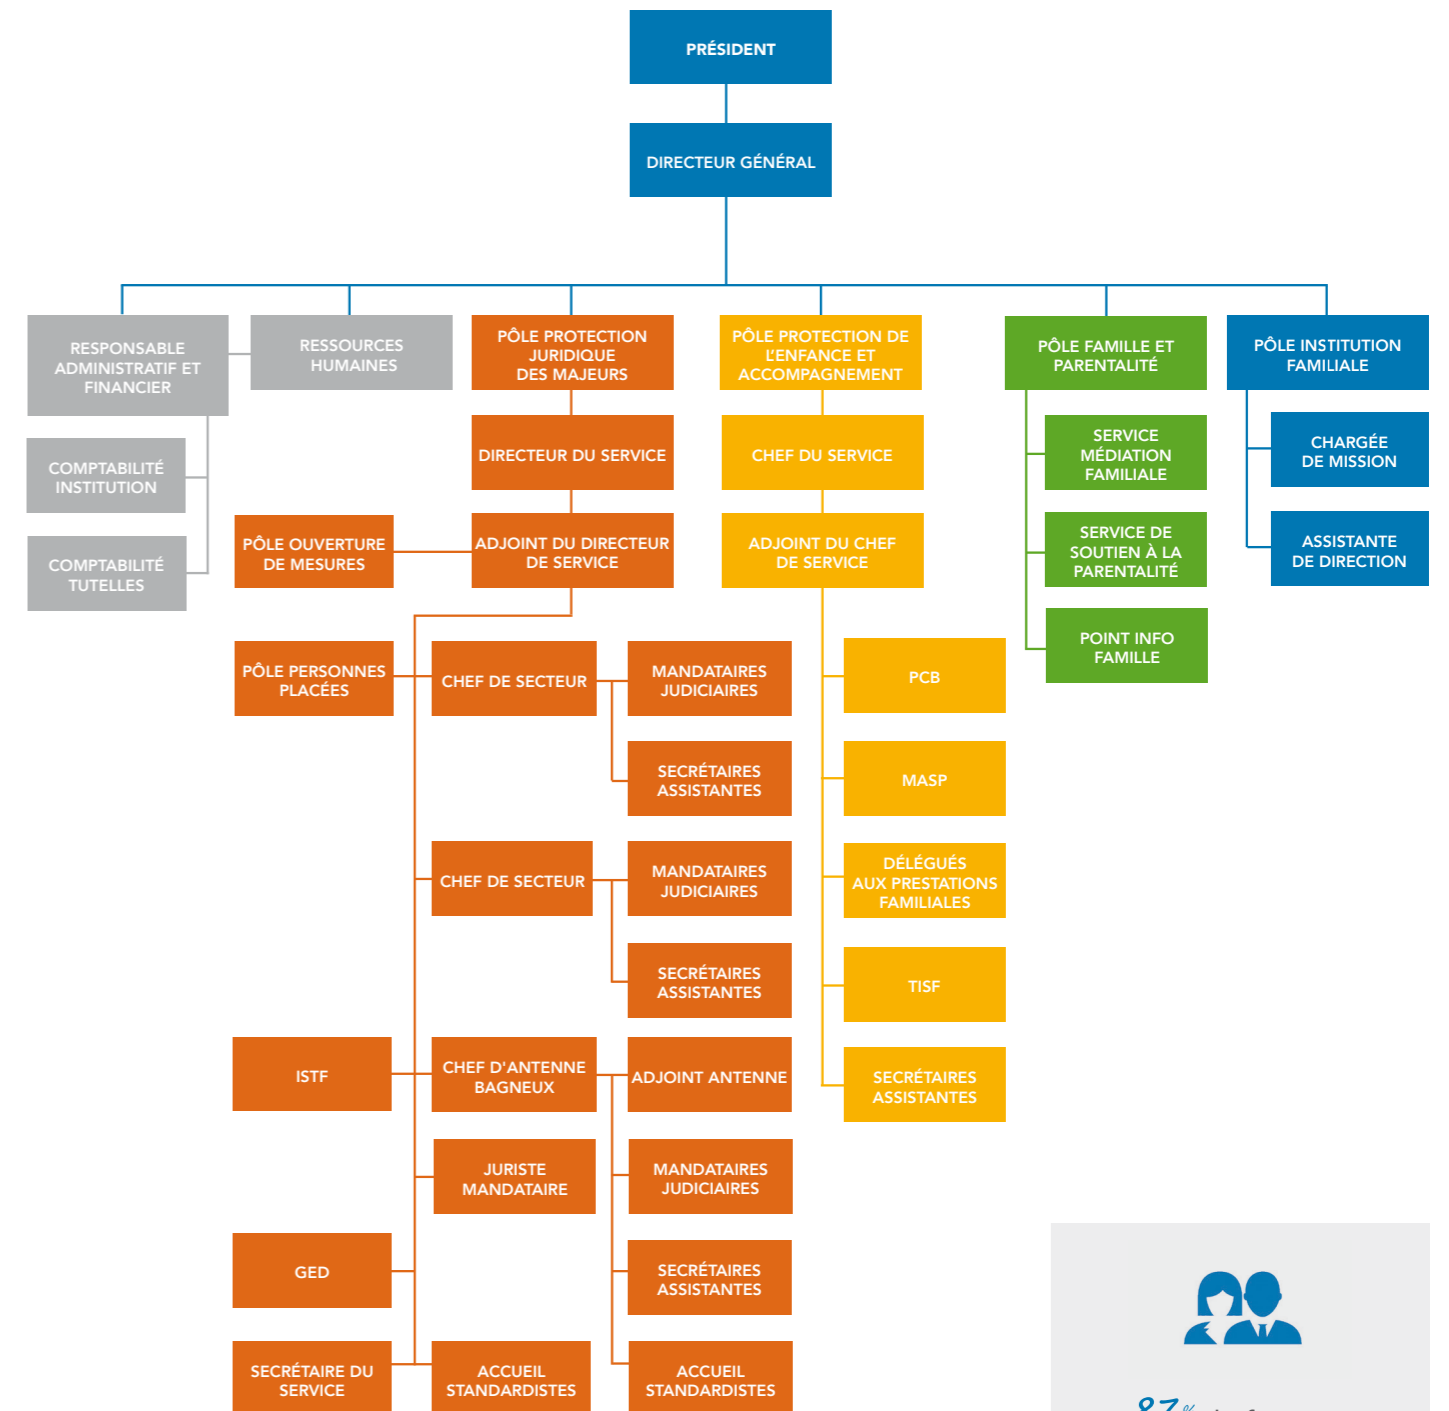 PRÉSIDENT
DIRECTEUR GÉNÉRAL
RESPONSABLE
ADMINISTRATIF ET
FINANCIER
RESSOURCES
HUMAINES
PÔLE PROTECTION
JURIDIQUE
DES MAJEURS
PÔLE PROTECTION DE
L'ENFANCE ET
ACCOMPAGNEMENT
PÔLE FAMILLE ET
PARENTALITÉ
PÔLE INSTITUTION
FAMILIALE
COMPTABILITÉ
INSTITUTION
DIRECTEUR DU SERVICE
CHEF DU SERVICE
SERVICE
MÉDIATION
FAMILIALE
CHARGÉE
DE MISSION
COMPTABILITÉ
TUTELLES
PÔLE OUVERTURE
DE MESURES
ADJOINT DU DIRECTEUR
DE SERVICE
ADJOINT DU CHEF
DE SERVICE
SERVICE DE
SOUTIEN À LA
PARENTALITÉ
ASSISTANTE
DE DIRECTION
PÔLE PERSONNES
PLACÉES
CHEF DE SECTEUR
MANDATAIRES
JUDICIAIRES
PCB
POINT INFO
FAMILLE
SECRÉTAIRES
ASSISTANTES
MASP
CHEF DE SECTEUR
MANDATAIRES
JUDICIAIRES
DÉLÉGUÉS
AUX PRESTATIONS
FAMILIALES
SECRÉTAIRES
ASSISTANTES
TISF
ISTF
CHEF D'ANTENNE
BAGNEUX
ADJOINT ANTENNE
SECRÉTAIRES
ASSISTANTES
JURISTE
MANDATAIRE
MANDATAIRES
JUDICIAIRES
GED
SECRÉTAIRES
ASSISTANTES
SECRÉTAIRE DU
SERVICE
ACCUEIL
STANDARDISTES
ACCUEIL
STANDARDISTES
87%